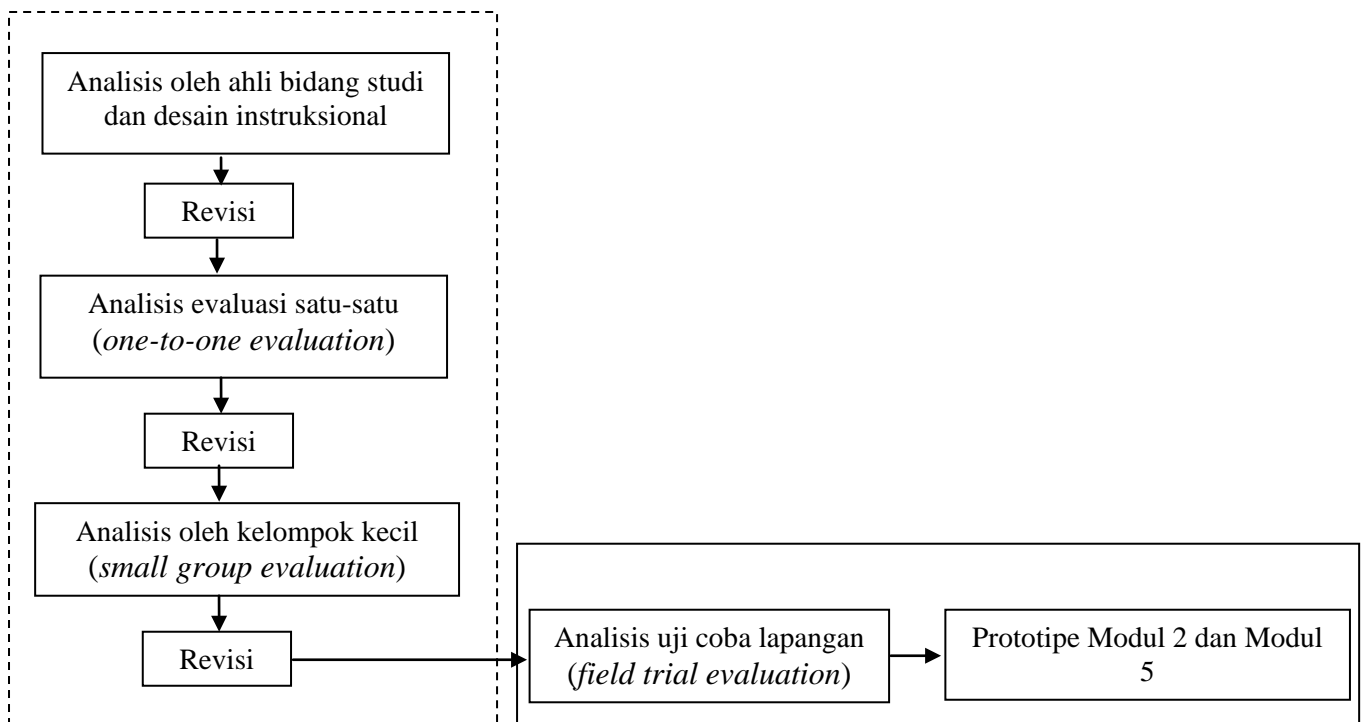 Analisis oleh ahli bidang studi
dan desain instruksional
Revisi
Analisis evaluasi satu-satu
(one-to-one evaluation)
Revisi
Analisis oleh kelompok kecil
(small group evaluation)
Revisi
Analisis uji coba lapangan
(field trial evaluation)
Prototipe Modul 2 dan Modul
5